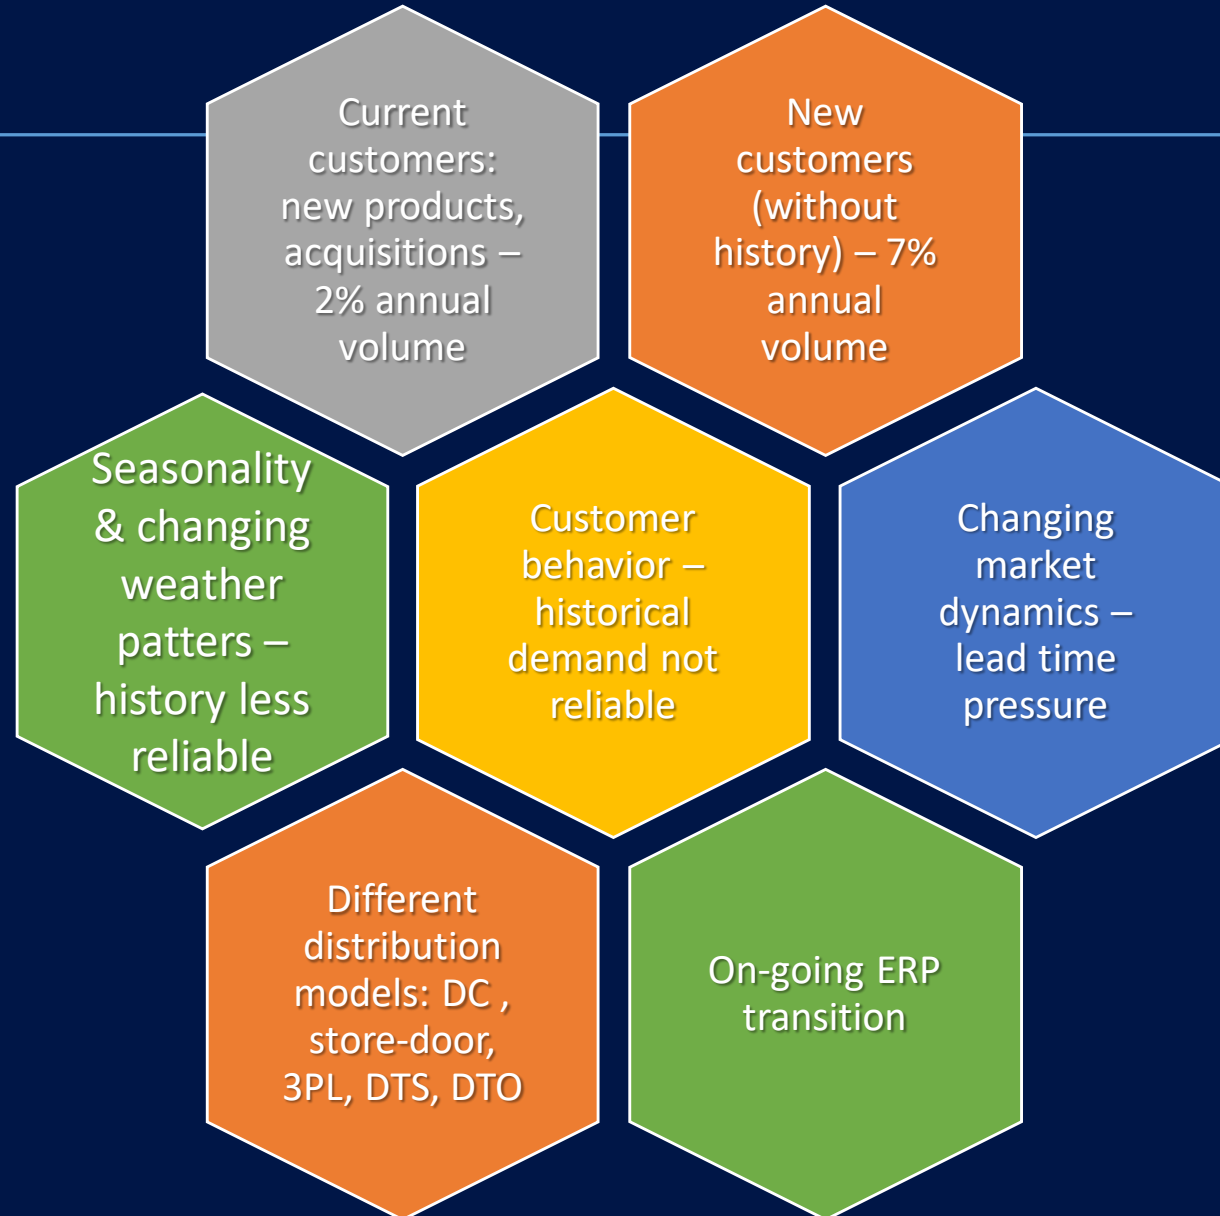 Current
customers:
new products,
acquisitions –
2% annual
volume
New
customers
(without
history) – 7%
annual
volume
Seasonality
& changing
weather
patters –
history less
reliable
Customer
behavior –
historical
demand not
reliable
Changing
market
dynamics –
lead time
pressure
Different
distribution
models: DC ,
store-door,
3PL, DTS, DTO
On-going ERP
transition